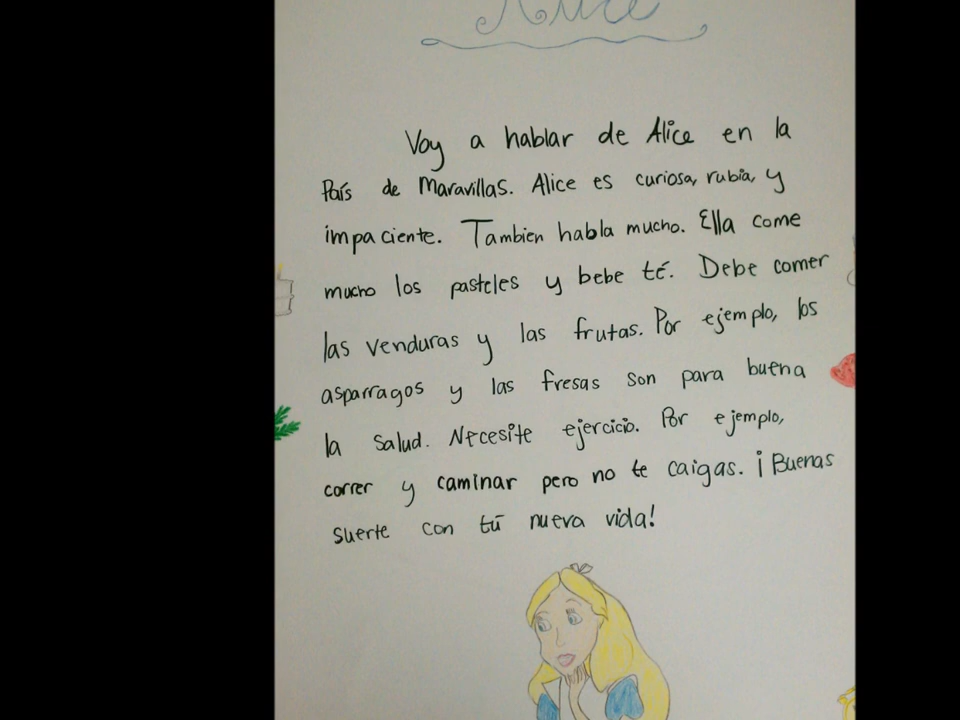 Alice
Voy a hablar de Alice en la
País de Maravillas. Alice es curiosa, rubia, y
impaciente. Tambien habla mucho. Ella come
mucho los pasteles y bebe té. Debe comer
las venduras y las frutas. Por ejemplo, los
asparragos y las fresas son para buena
la salud. Necesite ejercicio. Por ejemplo,
correr y caminar pero no te caigas. ¡Buenas
suerte con tú nueva vida!